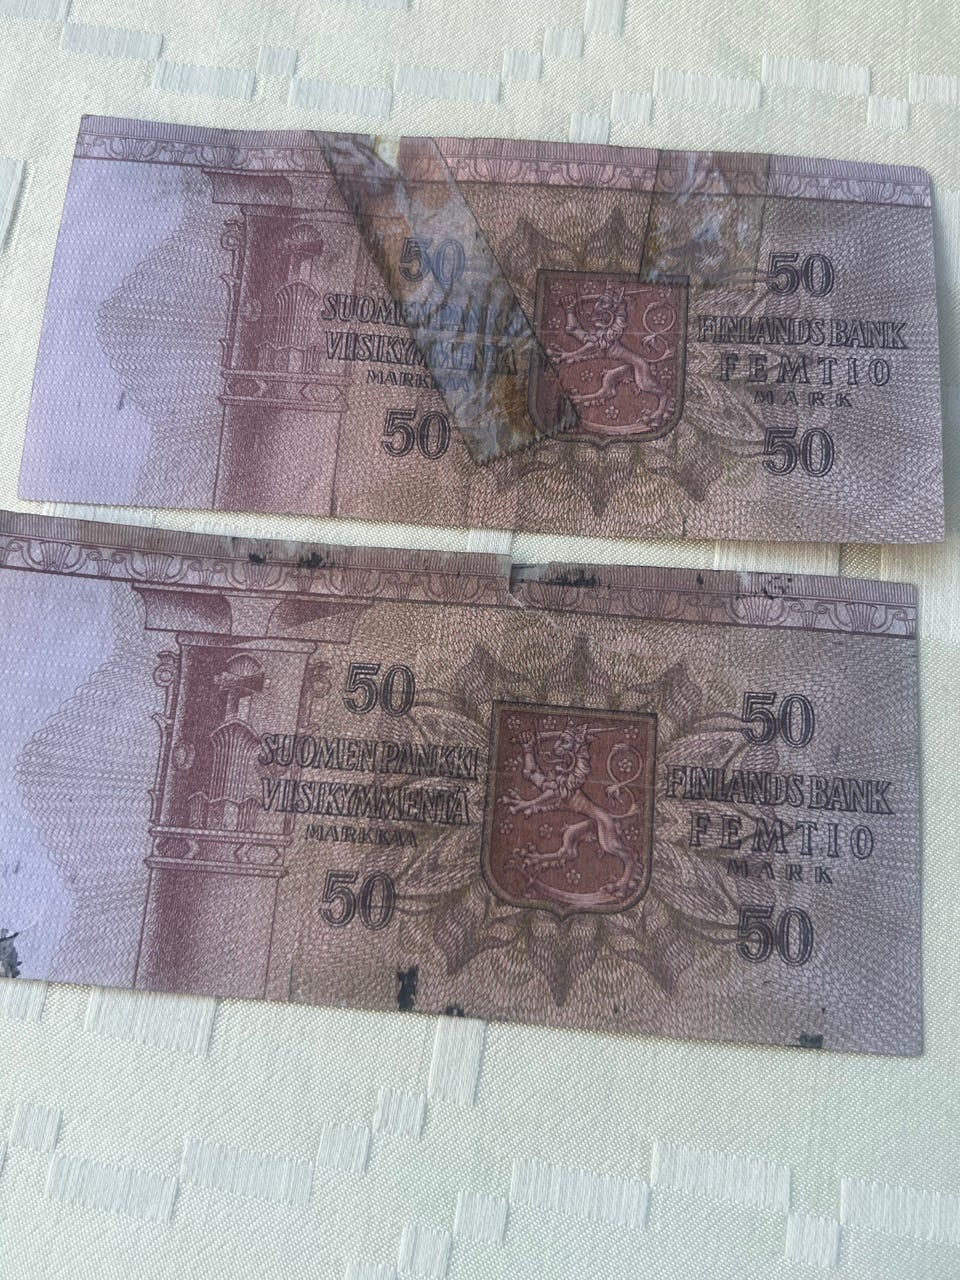 50
SUOMEN PANKKI
VIISIKYMMENTÄ
MARKKAA
50
50
FINLANDS BANK
FEMTIO
MARK
50
50
SUOMEN PANKKI
VIISIKYMMENTÄ
MARKKAA
50
50
FINLANDS BANK
FEMTIO
MARK
50